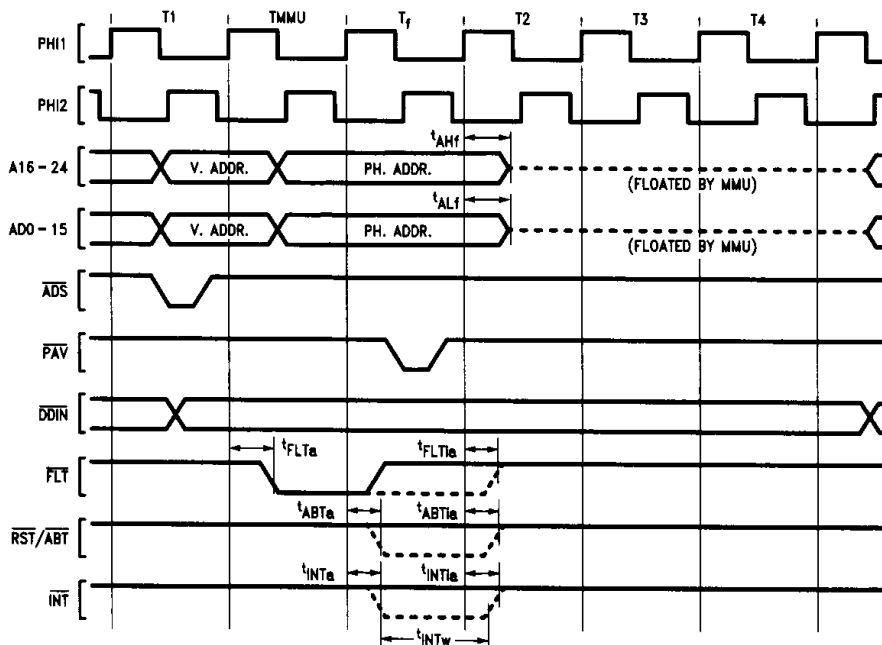 T1 TMMU Tf T2 T3 T4
PHI1
PHI2
tAHf
A16-24 V. ADDR. PH. ADDR. (FLOATED BY MMU)
tALf
AD0-15 V. ADDR. PH. ADDR. (FLOATED BY MMU)
ADS
PAV
DDIN
tFLTa tFLTia
FLT
tABTa tABTia
RST/ABT
tINTa tINTia
INT
tINTw